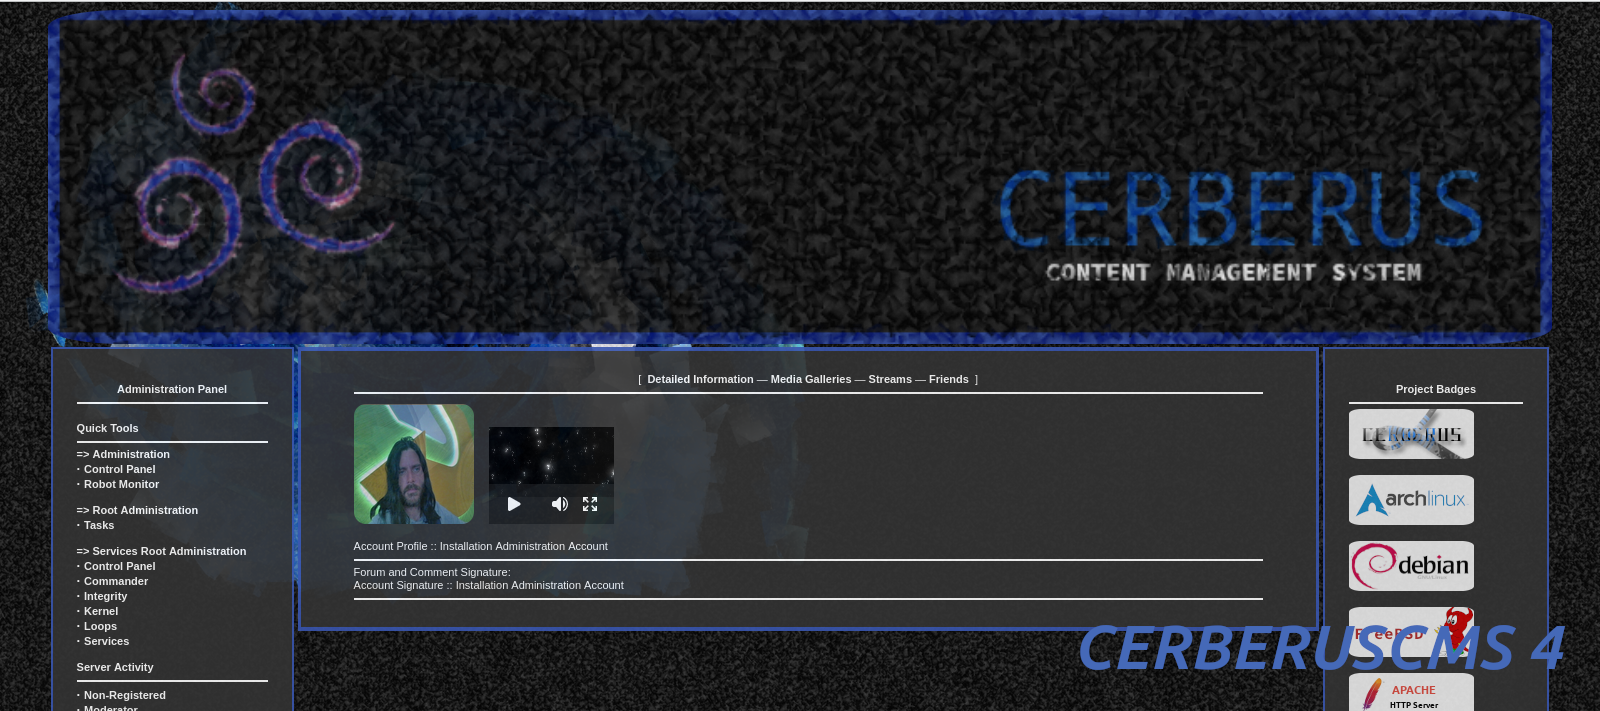 CERBERUS
CONTENT MANAGEMENT SYSTEM
Administration Panel
Quick Tools
=> Administration
· Control Panel
· Robot Monitor
=> Root Administration
· Tasks
=> Services Root Administration
· Control Panel
· Commander
· Integrity
· Kernel
· Loops
· Services
Server Activity
· Non-Registered
· Moderator
[ Detailed Information — Media Galleries — Streams — Friends ]
Account Profile :: Installation Administration Account
Forum and Comment Signature:
Account Signature :: Installation Administration Account
Project Badges
CERBERUS
archlinux
debian
FreeBSD
APACHE
HTTP Server
CERBERUSCMS 4